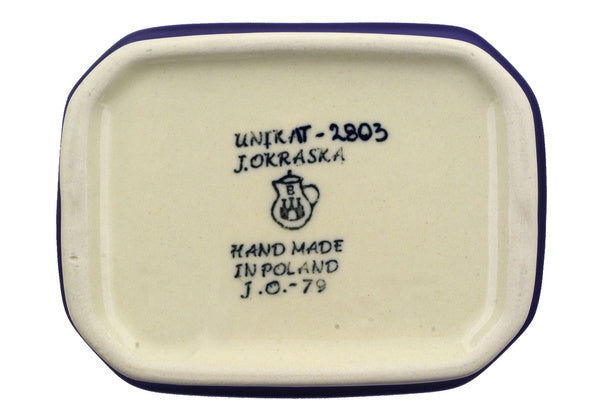 UNIKAT - 2803
J. OKRASKA
B
HAND MADE
IN POLAND
J.O. - 79